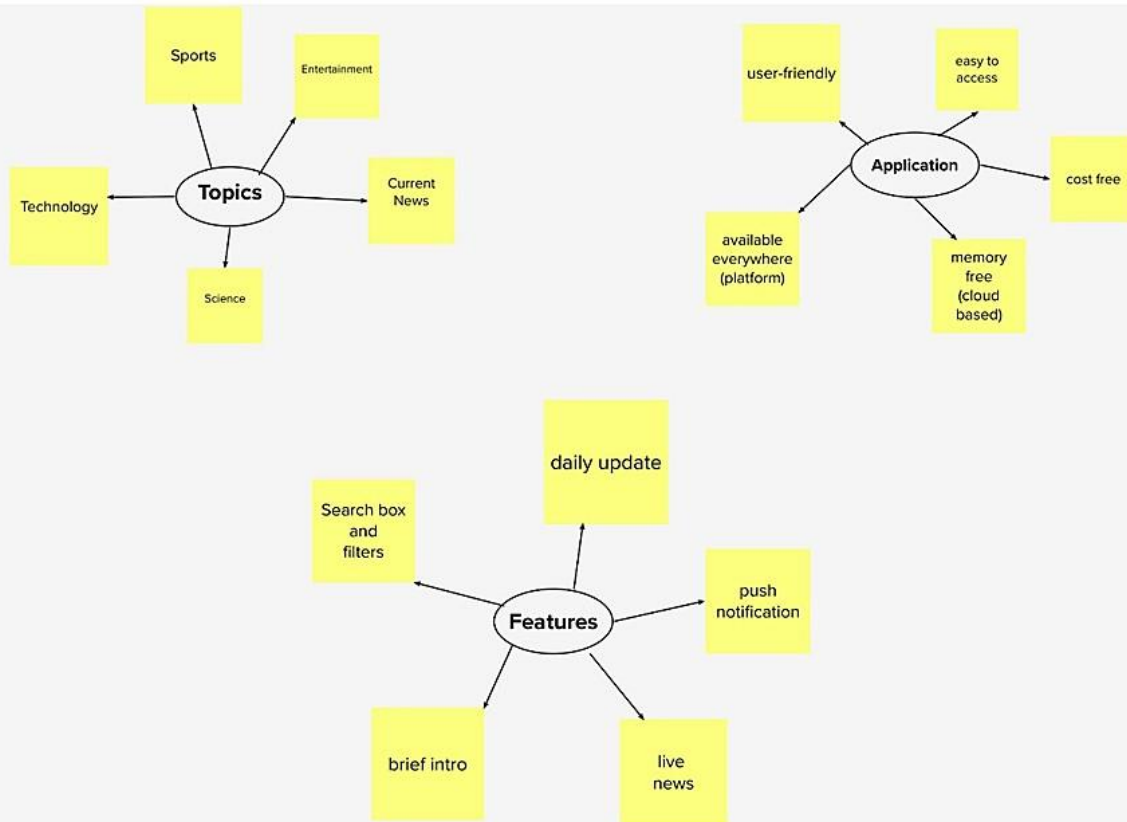 Sports
Entertainment
Technology
Topics
Current
News
Science
user-friendly
easy to
access
Application
cost free
available
everywhere
(platform)
memory
free
(cloud
based)
daily update
Search box
and
filters
push
notification
Features
brief intro
live
news